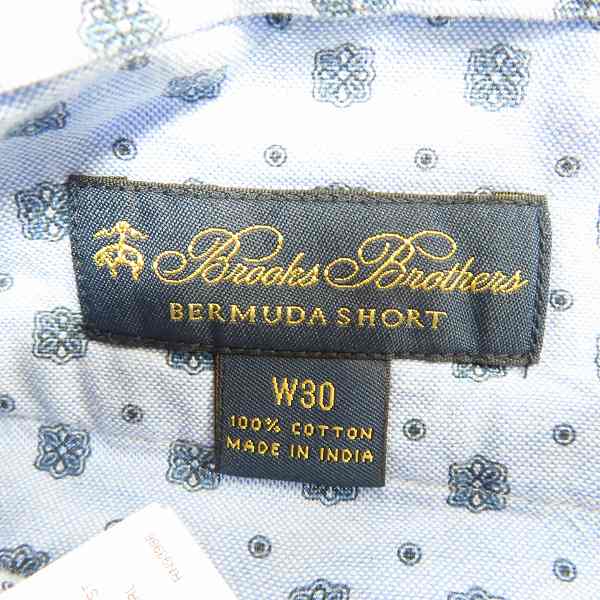 Brooks Brothers
BERMUDA SHORT
W30
100% COTTON
MADE IN INDIA